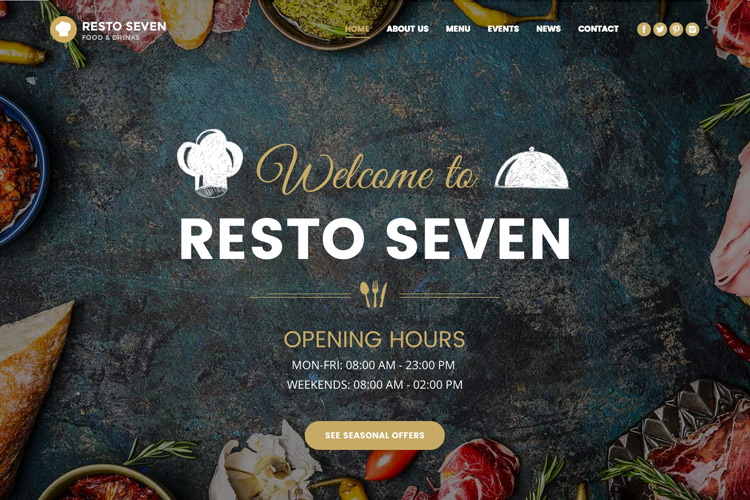 RESTO SEVEN
FOOD & DRINKS
HOME ABOUT US MENU EVENTS NEWS CONTACT
Welcome to
RESTO SEVEN
OPENING HOURS
MON-FRI: 08:00 AM - 23:00 PM
WEEKENDS: 08:00 AM - 02:00 PM
SEE SEASONAL OFFERS